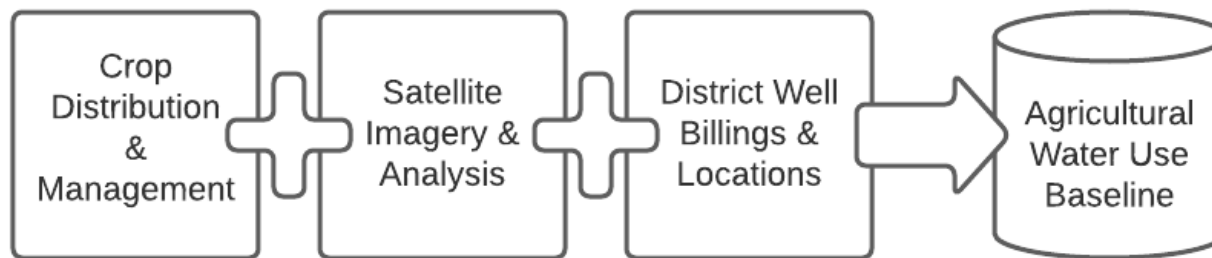 Crop
Distribution
&
Management
Satellite
Imagery &
Analysis
District Well
Billings &
Locations
Agricultural
Water Use
Baseline